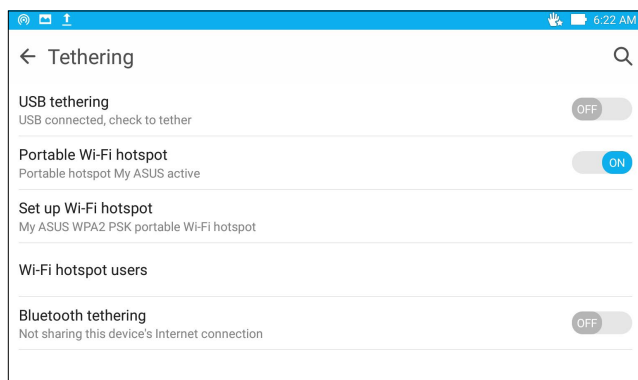 6:22 AM
Tethering
USB tethering
USB connected, check to tether
OFF
Portable Wi-Fi hotspot
Portable hotspot My ASUS active
ON
Set up Wi-Fi hotspot
My ASUS WPA2 PSK portable Wi-Fi hotspot
Wi-Fi hotspot users
Bluetooth tethering
Not sharing this device's Internet connection
OFF